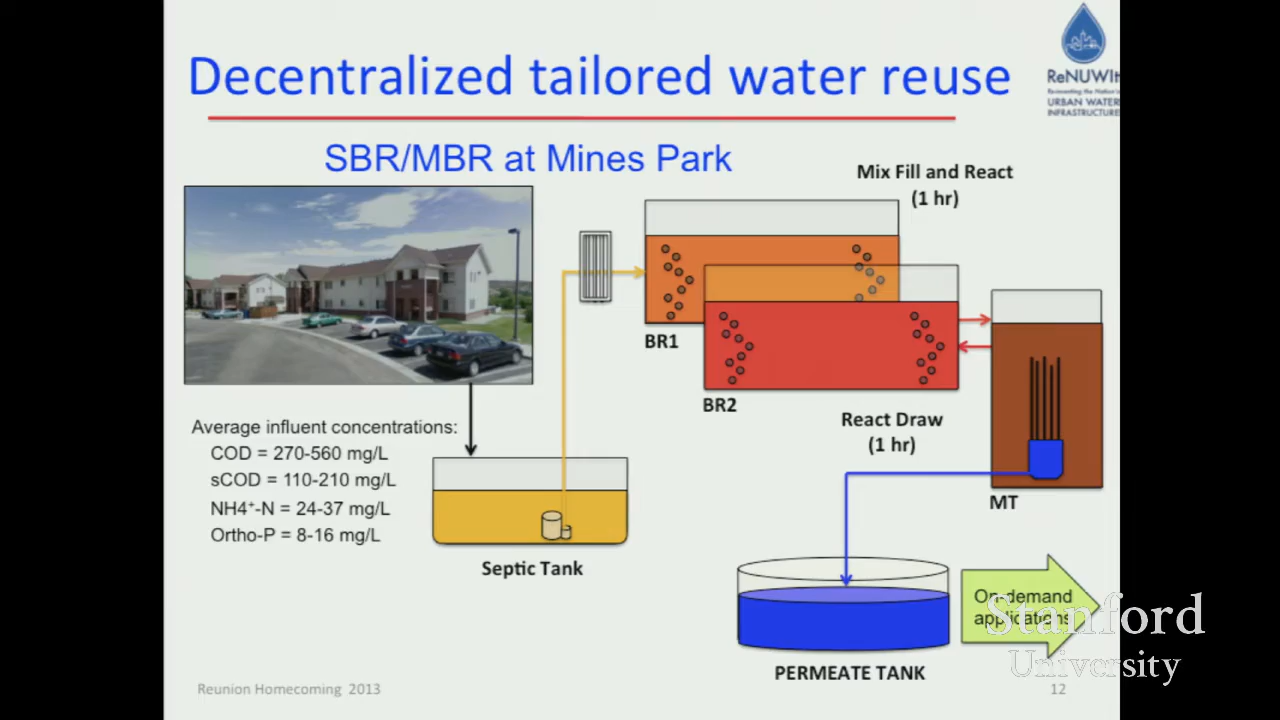 Decentralized tailored water reuse
ReNUWIt
Re-inventing the Nation's
URBAN WATER
INFRASTRUCTURE
SBR/MBR at Mines Park
Mix Fill and React
(1 hr)
BR1
BR2
React Draw
(1 hr)
MT
Average influent concentrations:
COD = 270-560 mg/L
sCOD = 110-210 mg/L
NH4⁺-N = 24-37 mg/L
Ortho-P = 8-16 mg/L
Septic Tank
On-demand
applications
PERMEATE TANK
Stanford
University
Reunion Homecoming 2013
12